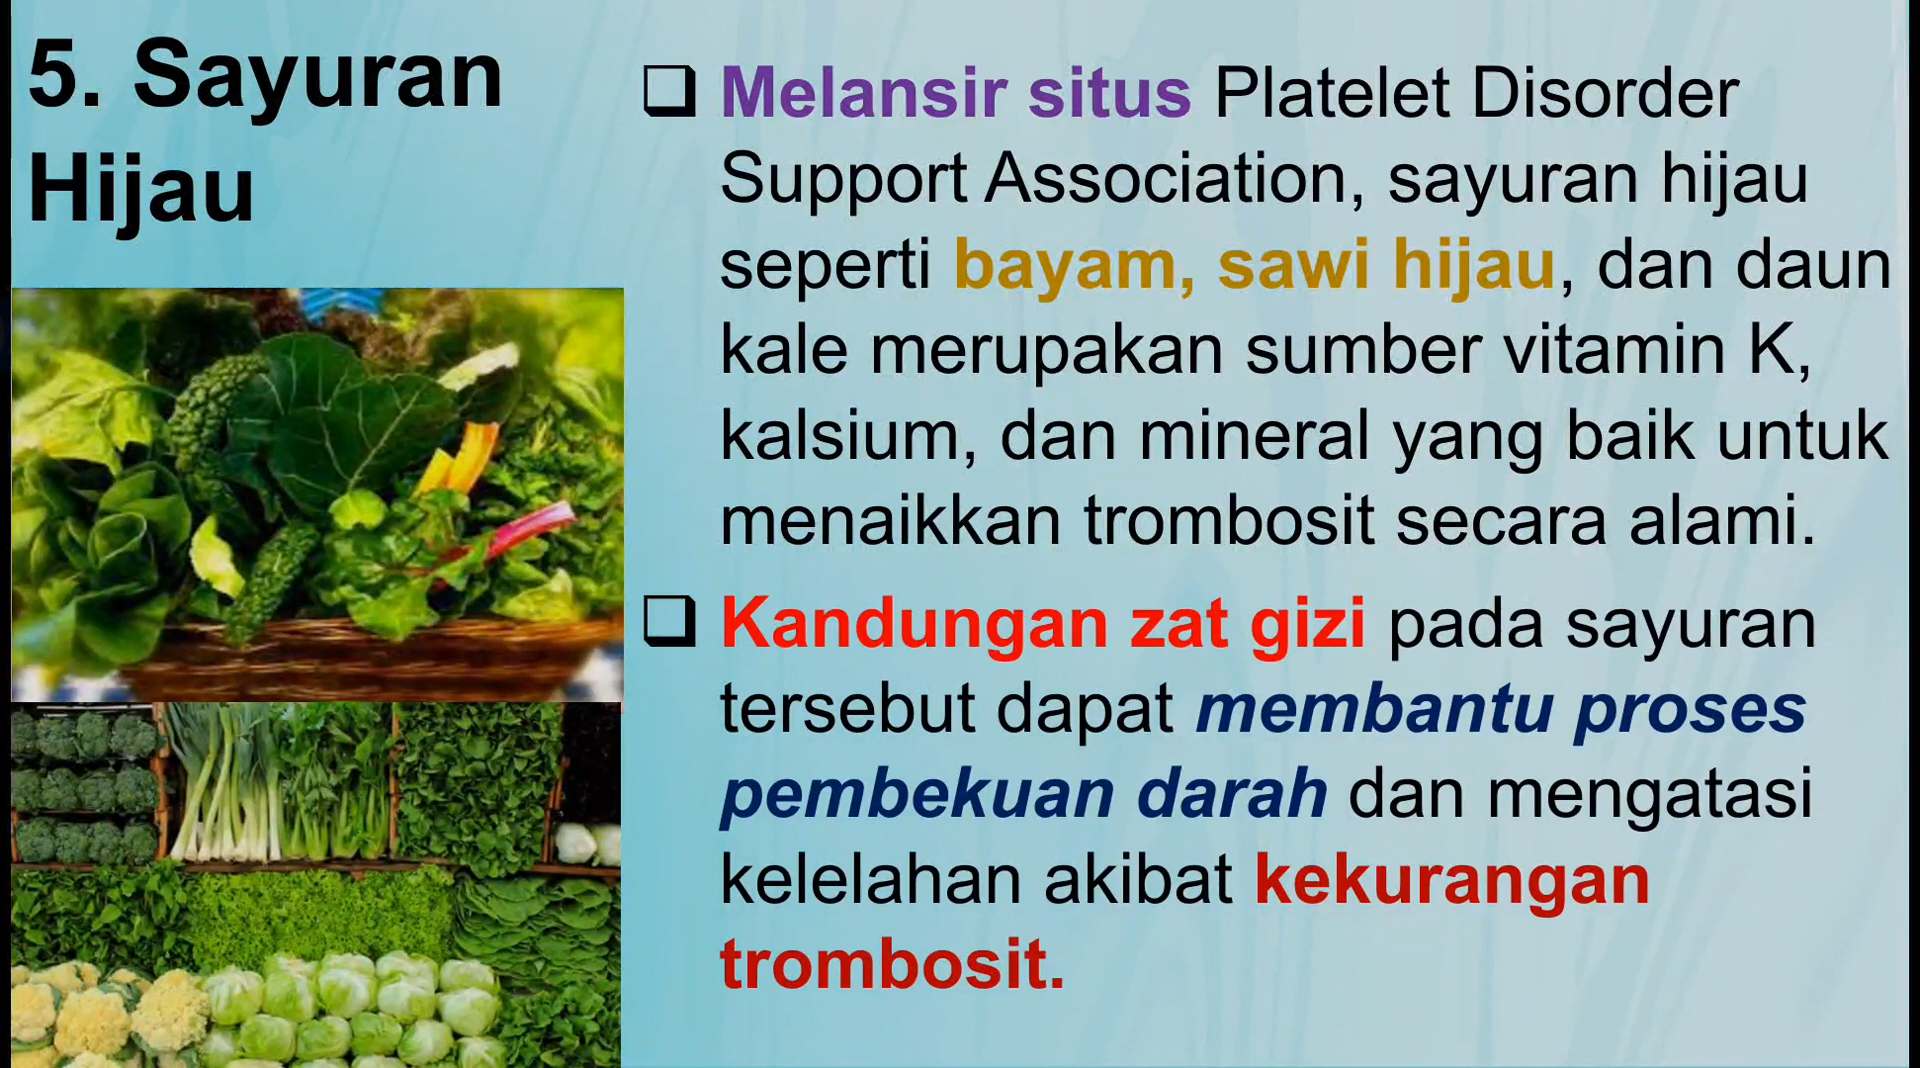 5. Sayuran
Hijau
Melansir situs Platelet Disorder
Support Association, sayuran hijau
seperti bayam, sawi hijau, dan daun
kale merupakan sumber vitamin K,
kalsium, dan mineral yang baik untuk
menaikkan trombosit secara alami.
Kandungan zat gizi pada sayuran
tersebut dapat membantu proses
pembekuan darah dan mengatasi
kelelahan akibat kekurangan
trombosit.